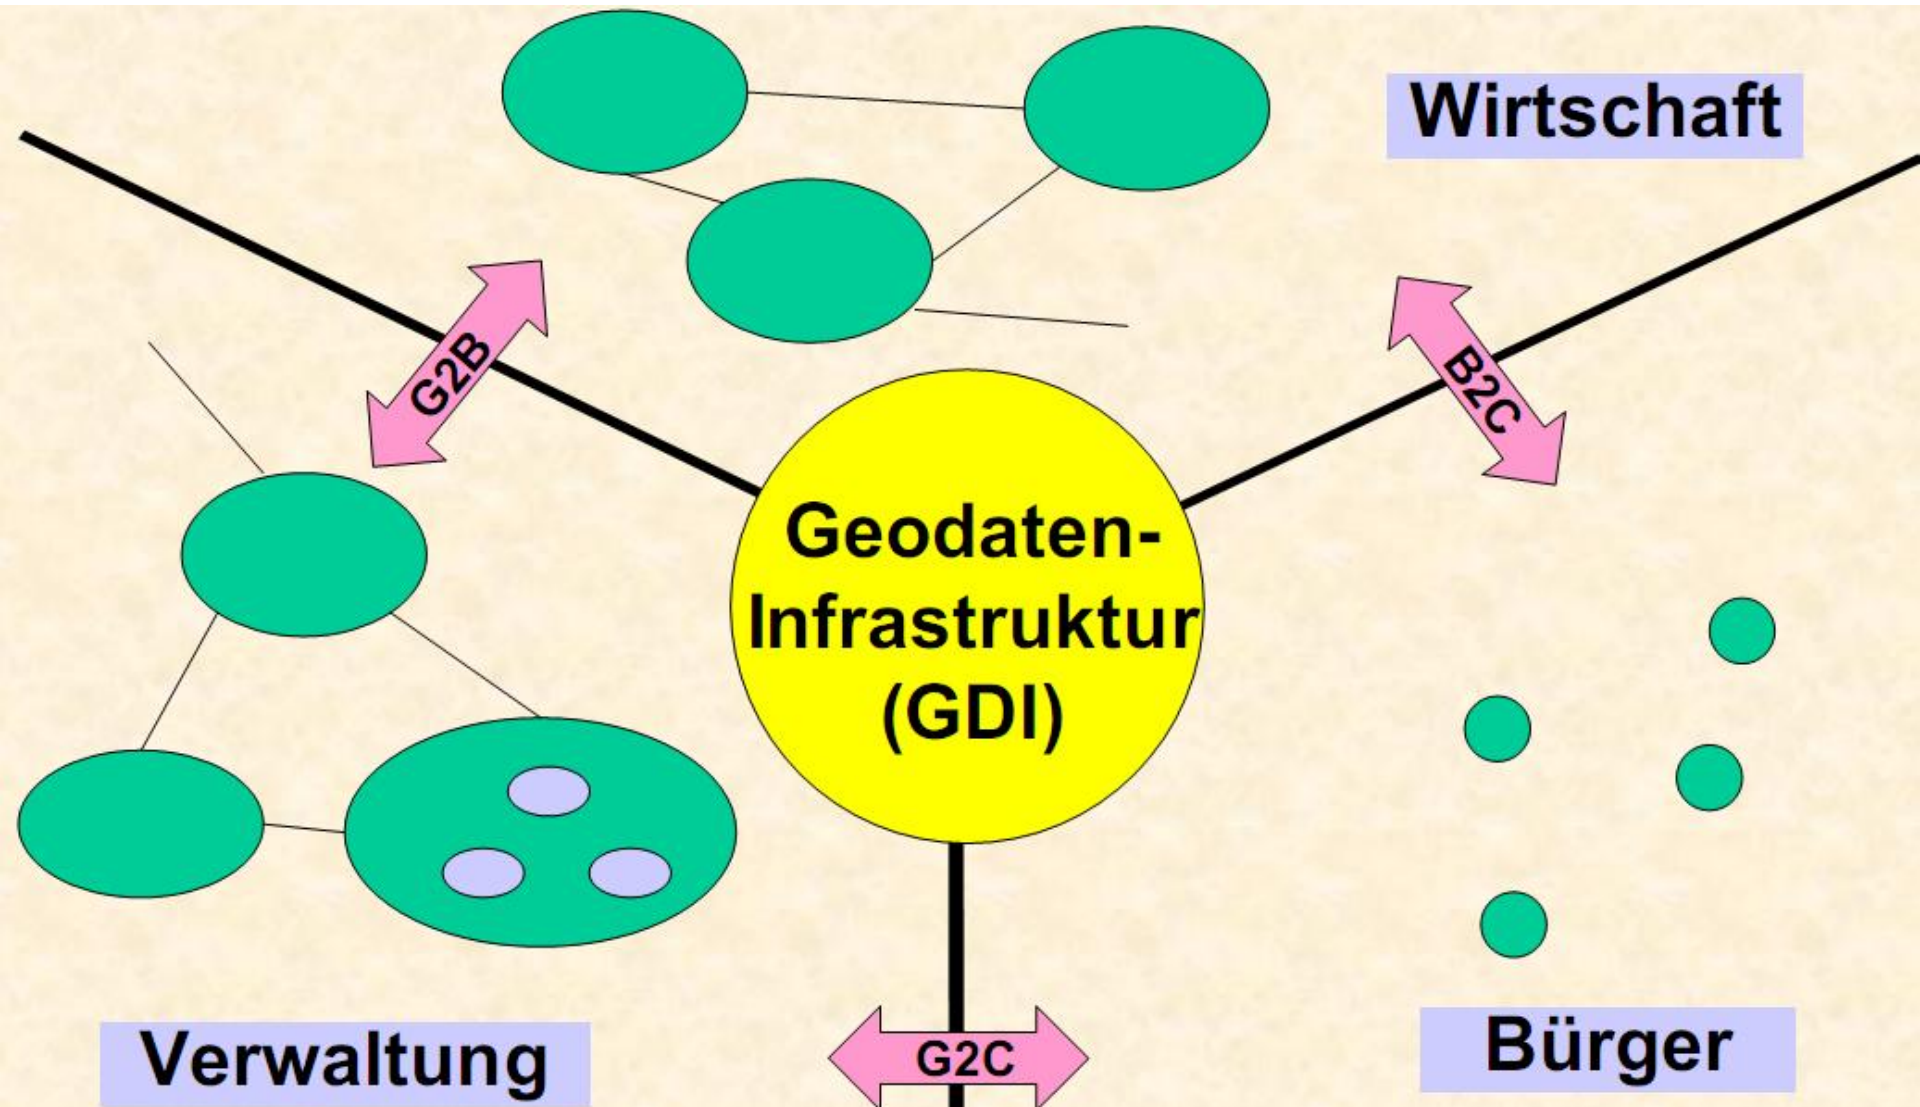 Wirtschaft
G2B
B2C
Geodaten-
Infrastruktur
(GDI)
Verwaltung
G2C
Bürger